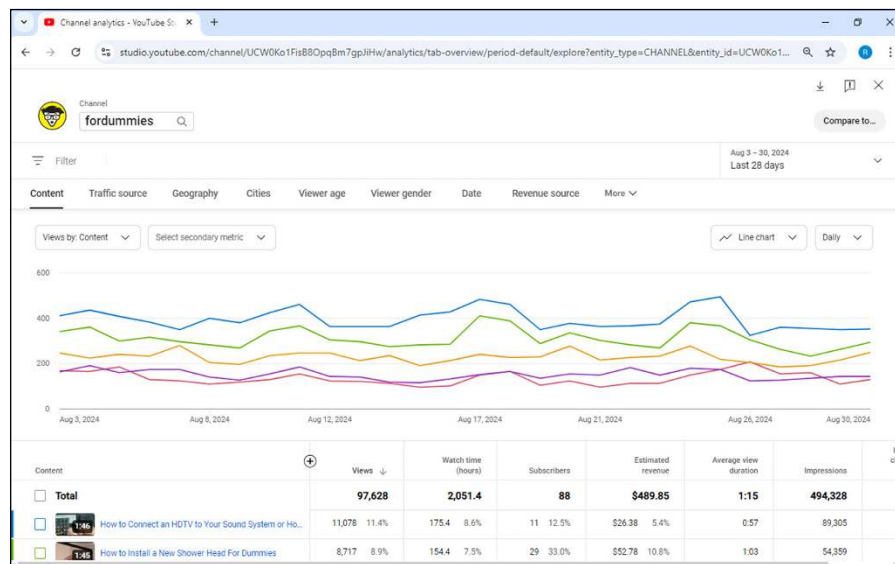 Channel analytics - YouTube St
studio.youtube.com/channel/UCW0Ko1FisB8OpqBm7gpJiHw/analytics/tab-overview/period-default/explore?entity_type=CHANNEL&entity_id=UCW0Ko1...
R
Channel
fordummies
Compare to...
Filter
Aug 3 – 30, 2024
Last 28 days
Content Traffic source Geography Cities Viewer age Viewer gender Date Revenue source More
Views by: Content Select secondary metric Line chart Daily
600
400
200
0
Aug 3, 2024 Aug 8, 2024 Aug 12, 2024 Aug 17, 2024 Aug 21, 2024 Aug 26, 2024 Aug 30, 2024
Content Views Watch time (hours) Subscribers Estimated revenue Average view duration Impressions
Total 97,628 2,051.4 88 $489.85 1:15 494,328
1:46 How to Connect an HDTV to Your Sound System or Ho... 11,078 11.4% 175.4 8.6% 11 12.5% $26.38 5.4% 0:57 89,305
1:45 How to Install a New Shower Head For Dummies 8,717 8.9% 154.4 7.5% 29 33.0% $52.78 10.8% 1:03 54,359